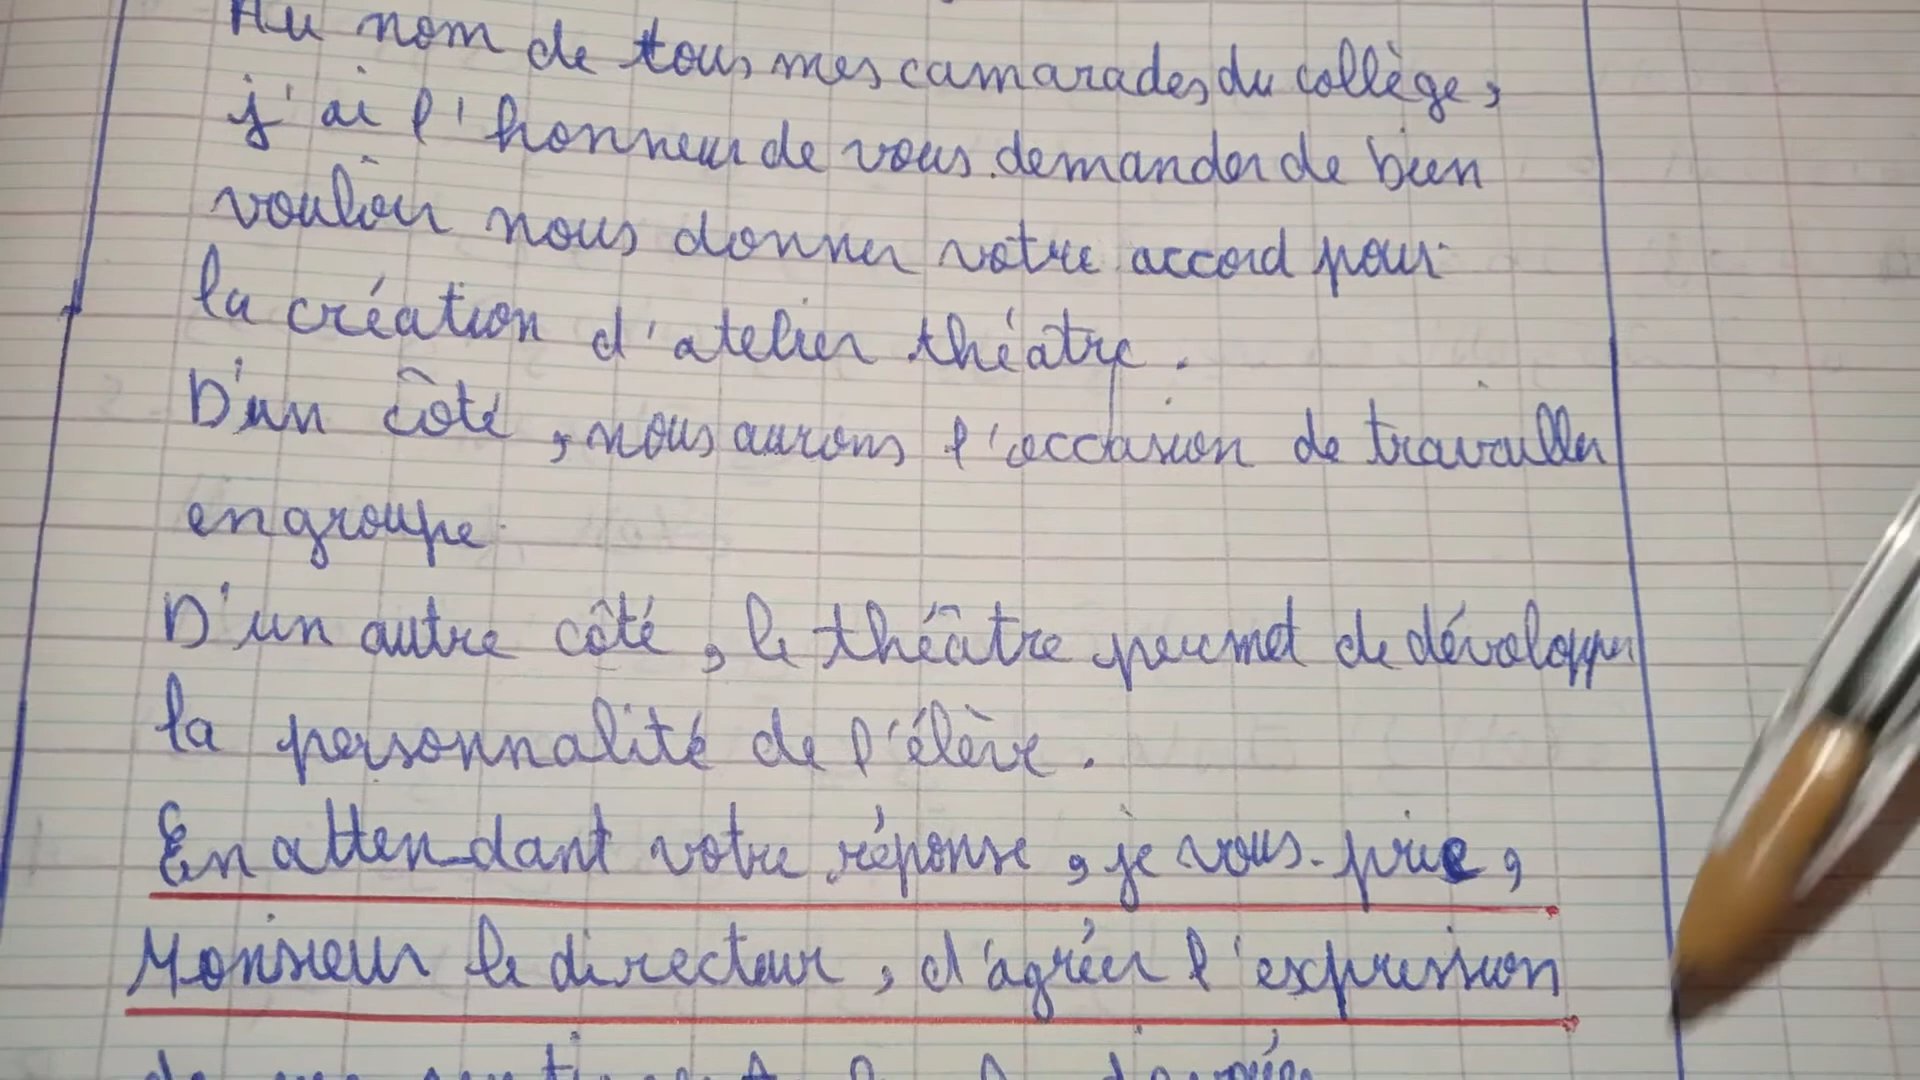 Au nom de tous mes camarades du collège,
j'ai l'honneur de vous demander de bien
vouloir nous donner votre accord pour
la création d'atelier théâtre.
D'un côté, nous aurons l'occasion de travailler
en groupe.
D'un autre côté, le théâtre permet de développer
la personnalité de l'élève.
En attendant votre réponse, je vous prie,
Monsieur le directeur, d'agréer l'expression
de